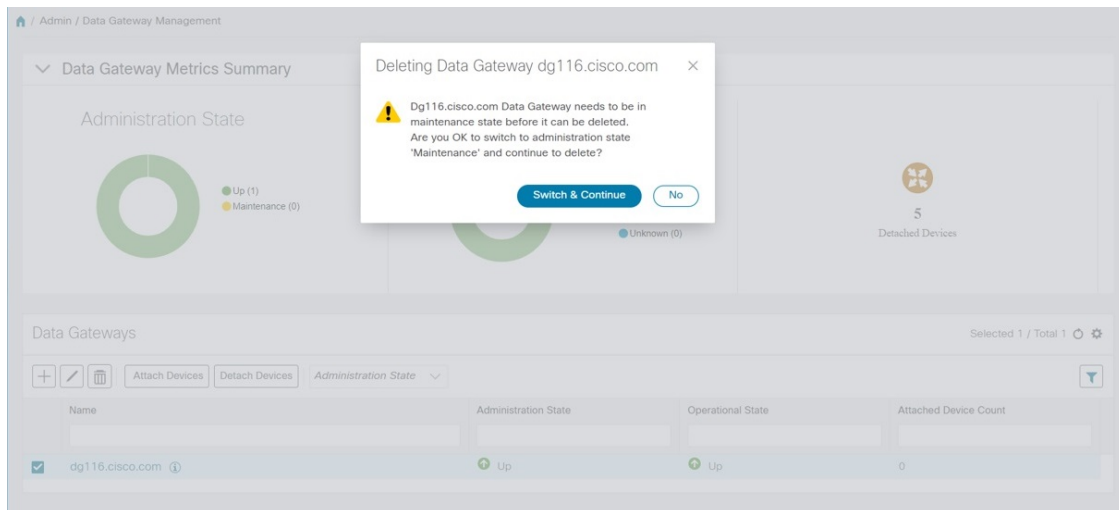 / Admin / Data Gateway Management
Data Gateway Metrics Summary
Administration State
Up (1)
Maintenance (0)
Deleting Data Gateway dg116.cisco.com
Dg116.cisco.com Data Gateway needs to be in
maintenance state before it can be deleted.
Are you OK to switch to administration state
'Maintenance' and continue to delete?
Switch & Continue
No
Unknown (0)
5
Detached Devices
Data Gateways
Selected 1 / Total 1
Attach Devices
Detach Devices
Administration State
Name
Administration State
Operational State
Attached Device Count
dg116.cisco.com
Up
Up
0